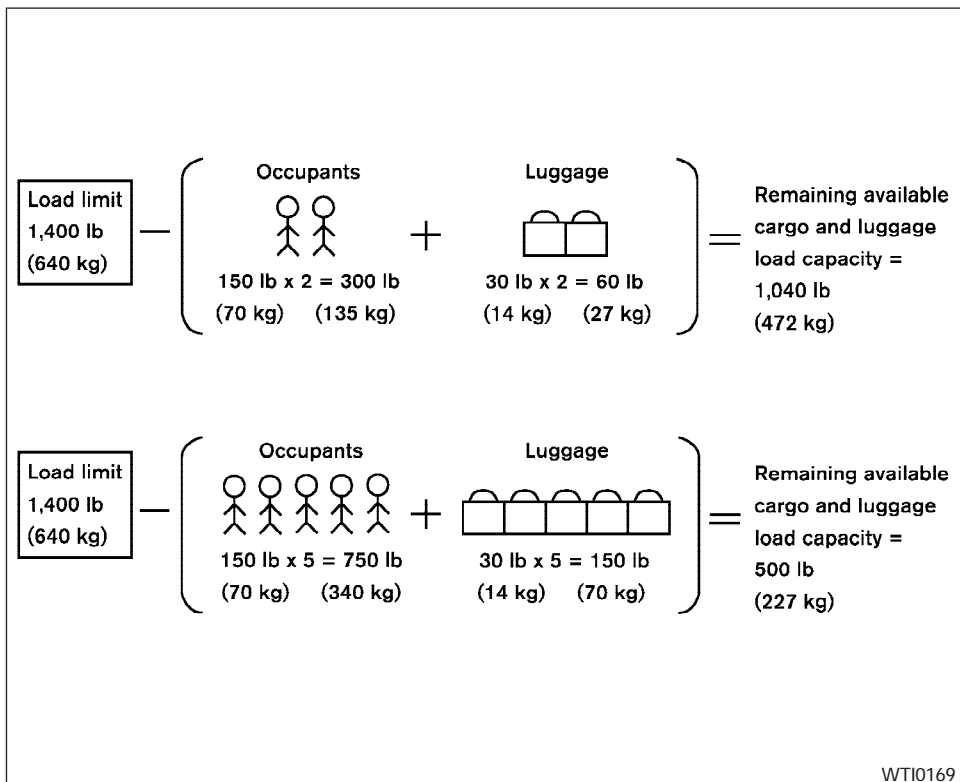 Occupants
Luggage
Load limit
1,400 lb
(640 kg)
150 lb x 2 = 300 lb
(70 kg) (135 kg)
+
30 lb x 2 = 60 lb
(14 kg) (27 kg)
=
Remaining available
cargo and luggage
load capacity =
1,040 lb
(472 kg)
Occupants
Luggage
Load limit
1,400 lb
(640 kg)
150 lb x 5 = 750 lb
(70 kg) (340 kg)
+
30 lb x 5 = 150 lb
(14 kg) (70 kg)
=
Remaining available
cargo and luggage
load capacity =
500 lb
(227 kg)
WTI0169